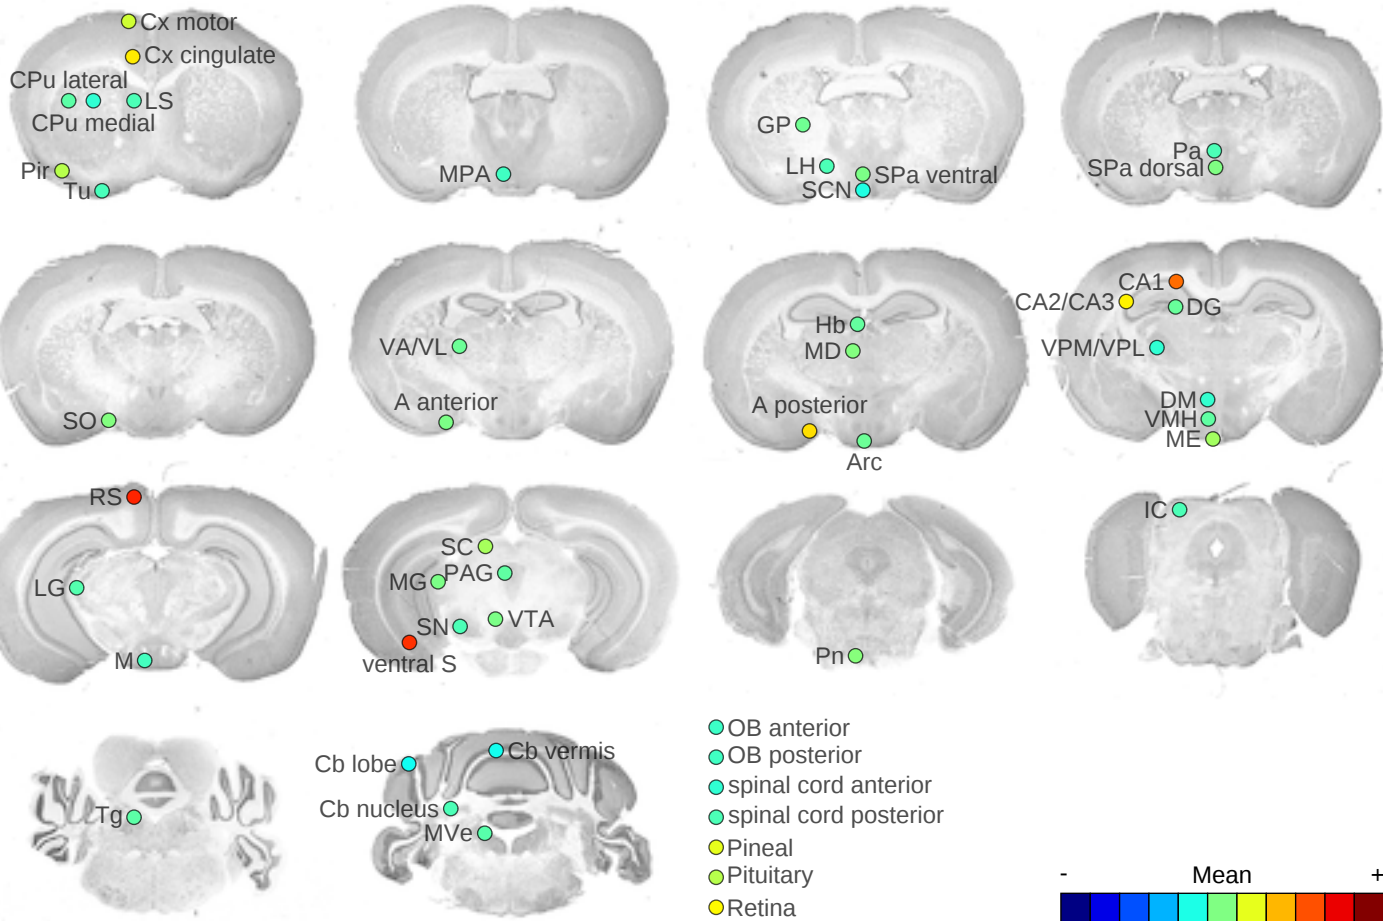 Cx motor
Cx cingulate
CPu lateral
LS
CPu medial
Pir
Tu
MPA
GP
LH
SPa ventral
SCN
Pa
SPa dorsal
SO
VA/VL
A anterior
Hb
MD
A posterior
Arc
CA1
CA2/CA3
DG
VPM/VPL
DM
VMH
ME
RS
LG
M
SC
PAG
MG
SN
VTA
ventral S
Pn
IC
Tg
Cb lobe
Cb vermis
Cb nucleus
MVe
OB anterior
OB posterior
spinal cord anterior
spinal cord posterior
Pineal
Pituitary
Retina
- Mean +